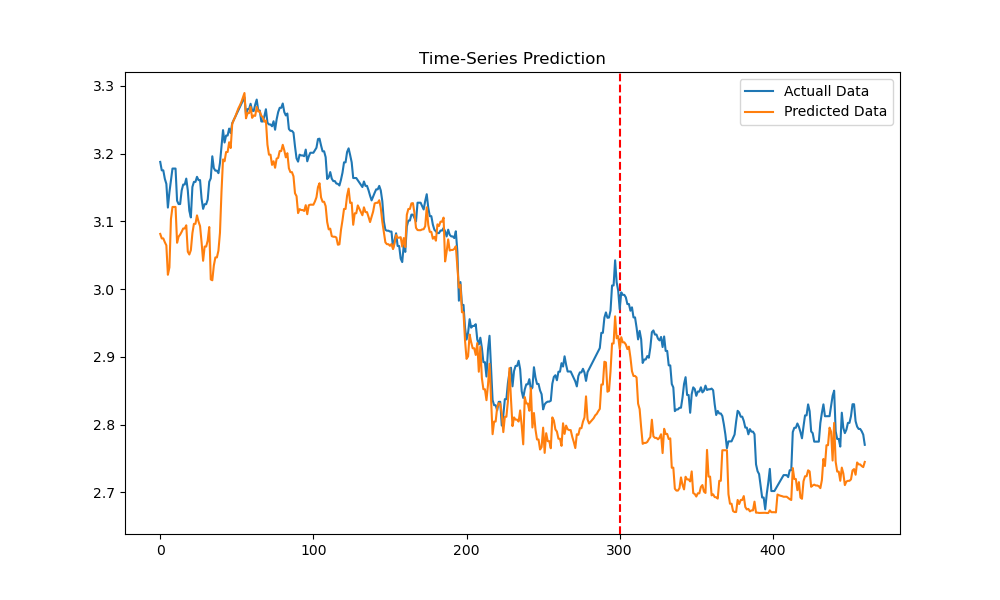 Time-Series Prediction
Actuall Data
Predicted Data
3.3
3.2
3.1
3.0
2.9
2.8
2.7
0 100 200 300 400